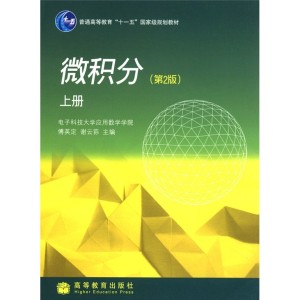 普通高等教育“十一五”国家级规划教材
微积分（第2版）
上册
电子科技大学应用数学学院
傅英定 谢云荪 主编
高等教育出版社
Higher Education Press